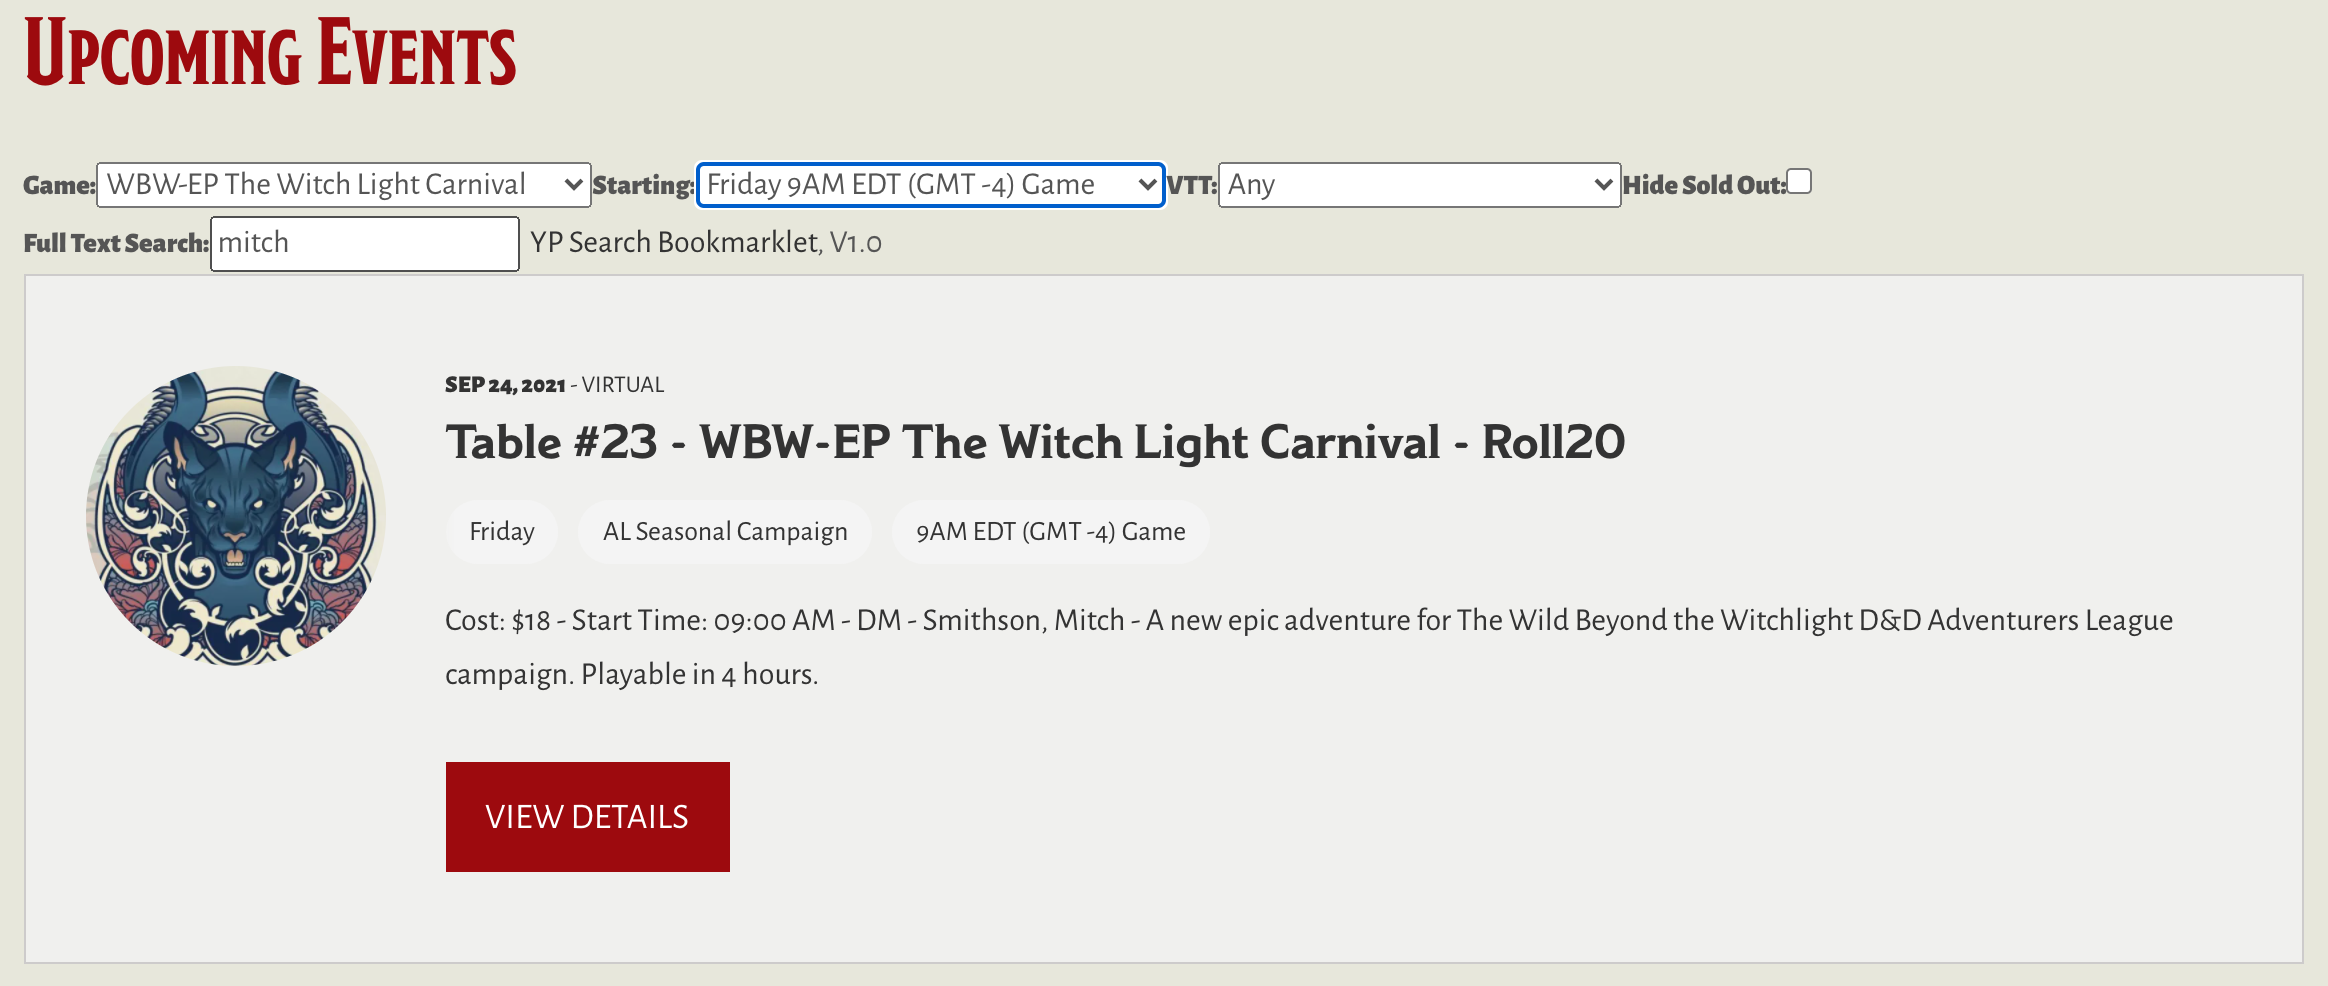 Upcoming Events
Game: WBW-EP The Witch Light Carnival Starting: Friday 9AM EDT (GMT -4) Game VTT: Any Hide Sold Out:
Full Text Search: mitch YP Search Bookmarklet, V1.0
SEP 24, 2021 - VIRTUAL
Table #23 - WBW-EP The Witch Light Carnival - Roll20
Friday AL Seasonal Campaign 9AM EDT (GMT -4) Game
Cost: $18 - Start Time: 09:00 AM - DM - Smithson, Mitch - A new epic adventure for The Wild Beyond the Witchlight D&D Adventurers League
campaign. Playable in 4 hours.
VIEW DETAILS